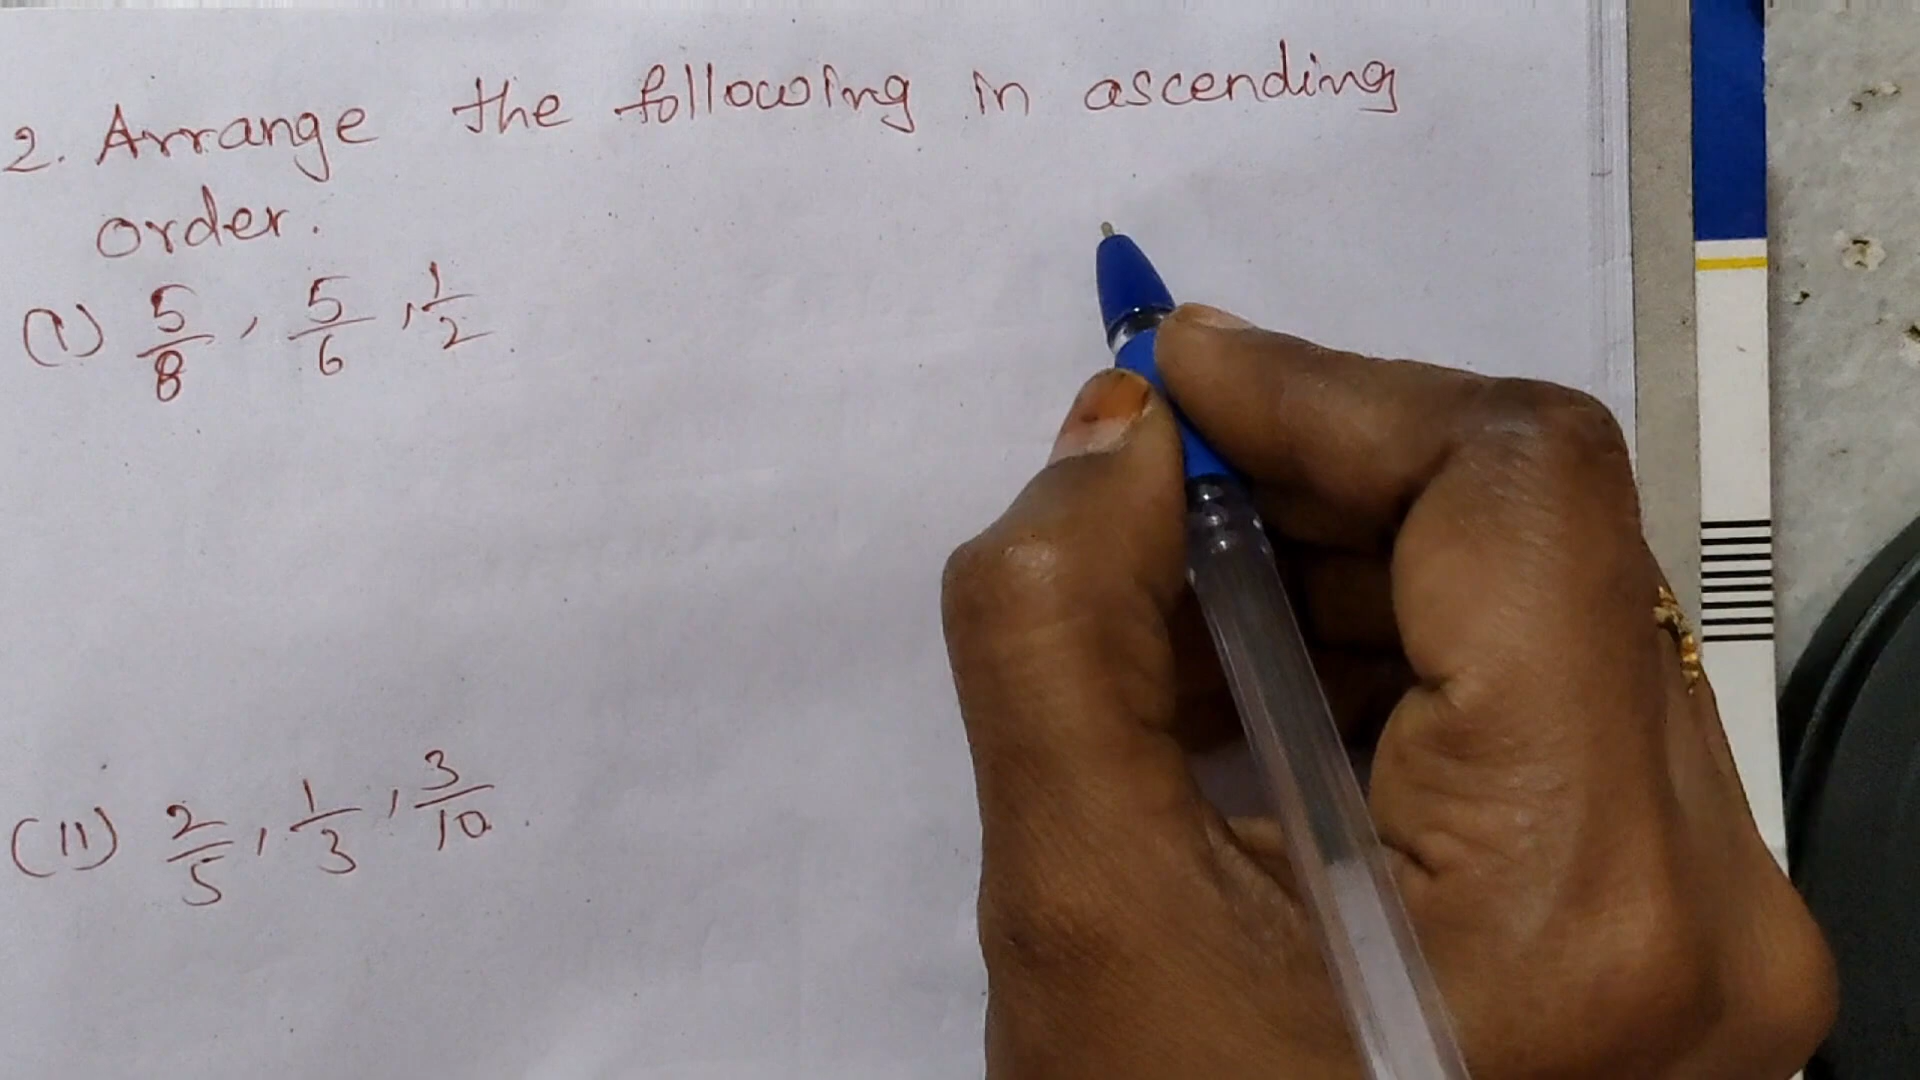 2. Arrange the following in ascending
order.
(i) 5/8, 5/6, 1/2
(ii) 2/5, 1/3, 3/10